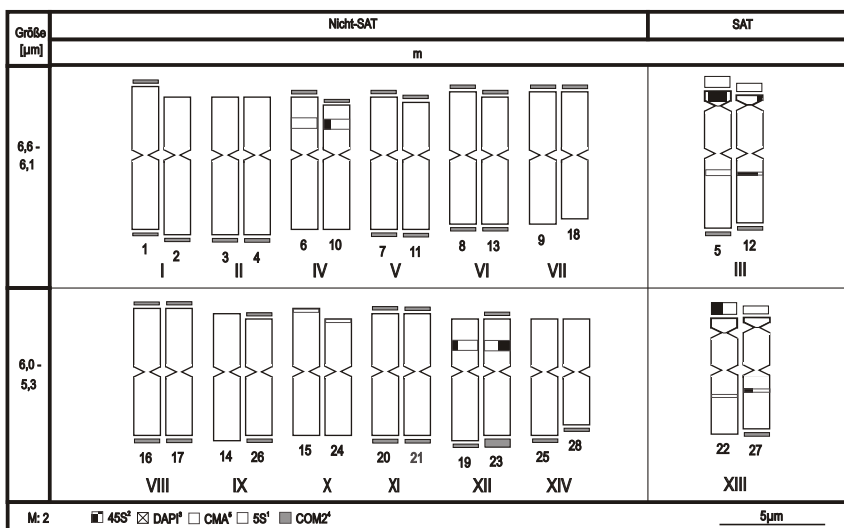 Größe
[µm]
Nicht-SAT
SAT
m
6,6 -
6,1
1 2 3 4 6 10 7 11 8 13 9 18 5 12
I II IV V VI VII III
6,0 -
5,3
16 17 14 26 15 24 20 21 19 23 25 28 22 27
VIII IX X XI XII XIV XIII
M: 2 45S² DAPI³ CMA⁵ 5S¹ COM2⁴ 5µm